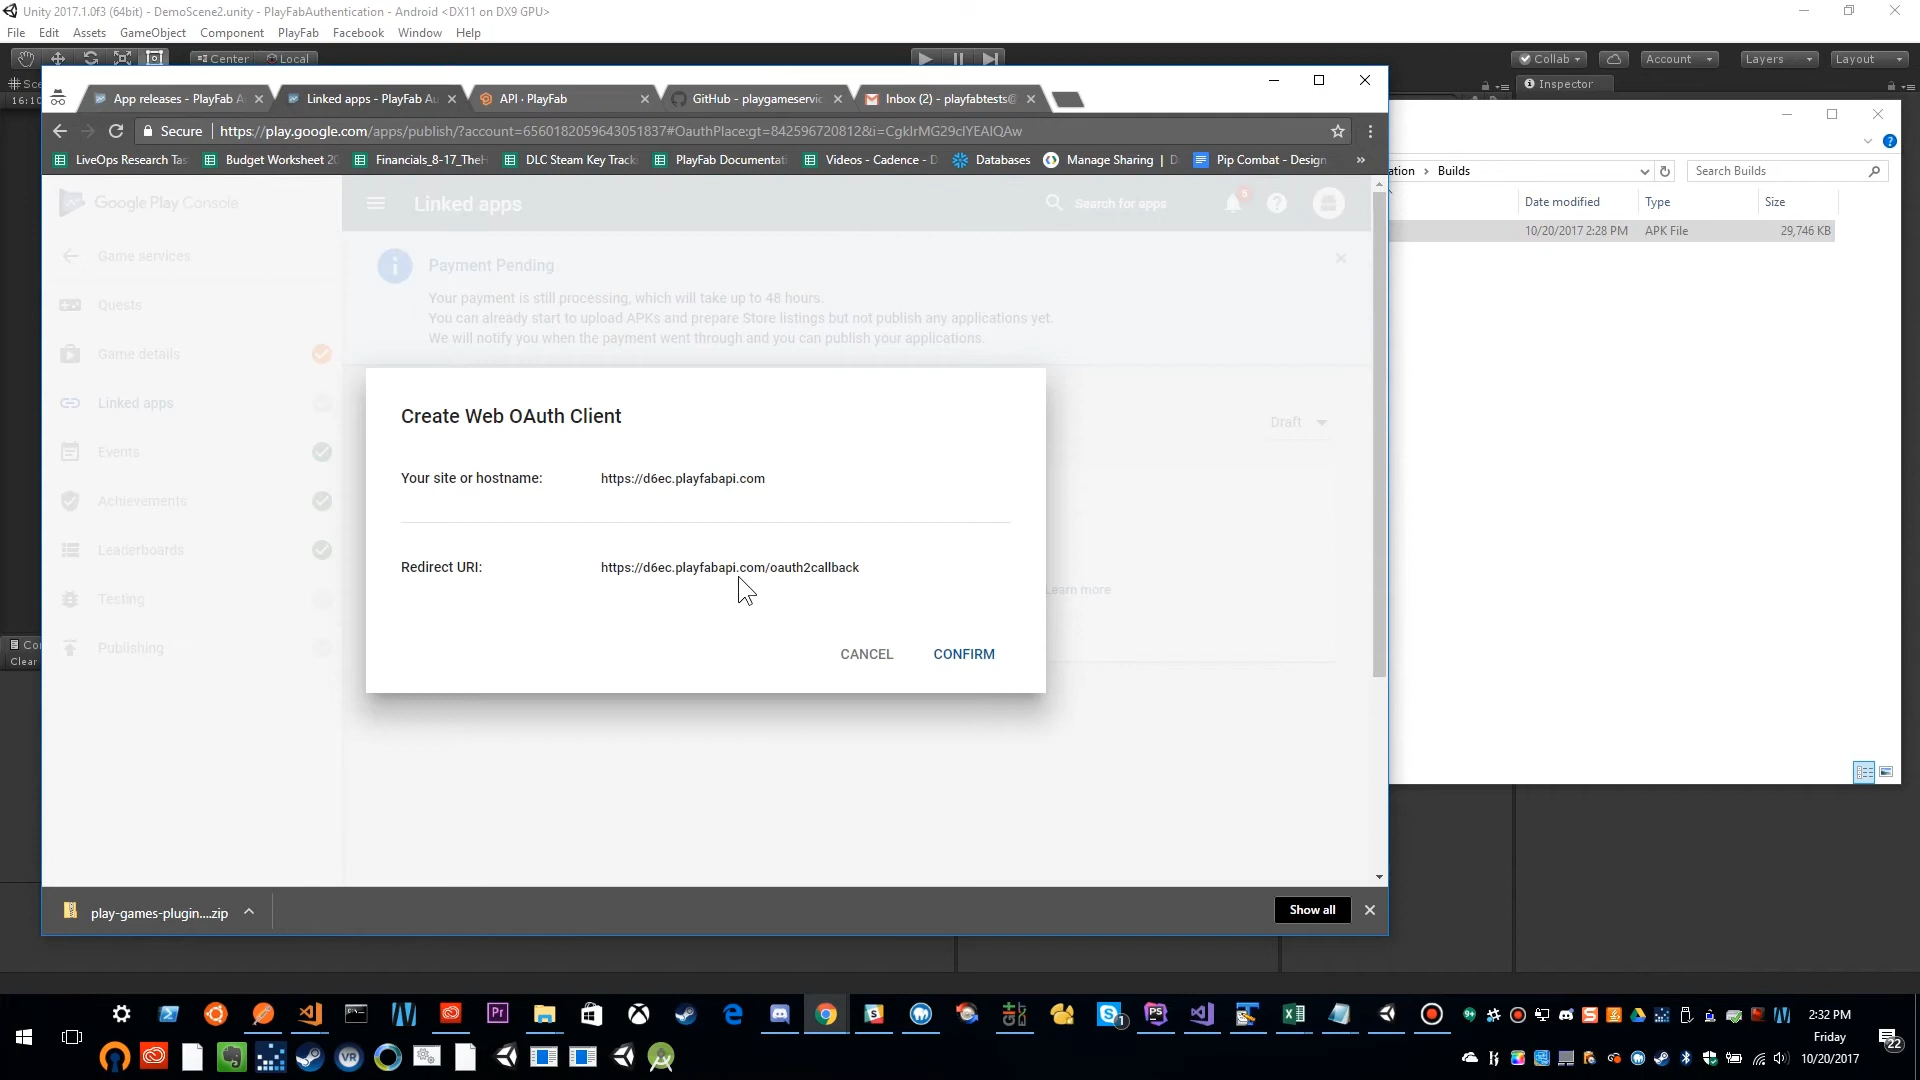 Unity 2017.1.0f3 (64bit) - DemoScene2.unity - PlayFabAuthentication - Android <DX11 on DX9 GPU>
File Edit Assets GameObject Component PlayFab Facebook Window Help
Center Local
Collab Account Layers Layout
Inspector
16:10
App releases - PlayFab A
Linked apps - PlayFab Au
API · PlayFab
GitHub - playgameservic
Inbox (2) - playfabtests@
Secure https://play.google.com/apps/publish/?account=6560182059643051837#OauthPlace:gt=842596720812&i=CgkIrMG29cIYEAIQAw
LiveOps Research Tas
Budget Worksheet 20
Financials_8-17_TheH
DLC Steam Key Track
PlayFab Documentati
Videos - Cadence - D
Databases
Manage Sharing | D
Pip Combat - Design
»
ation › Builds
Search Builds
Date modified Type Size
10/20/2017 2:28 PM APK File 29,746 KB
Google Play Console
Linked apps
Search for apps
Game services
Quests
Game details
Linked apps
Events
Achievements
Leaderboards
Testing
Publishing
Payment Pending
Your payment is still processing, which will take up to 48 hours.
You can already start to upload APKs and prepare Store listings but not publish any applications yet.
We will notify you when the payment went through and you can publish your applications.
Draft
Learn more
Create Web OAuth Client
Your site or hostname: https://d6ec.playfabapi.com
Redirect URI: https://d6ec.playfabapi.com/oauth2callback
CANCEL CONFIRM
Clear
play-games-plugin....zip
Show all
2:32 PM
Friday
10/20/2017
22